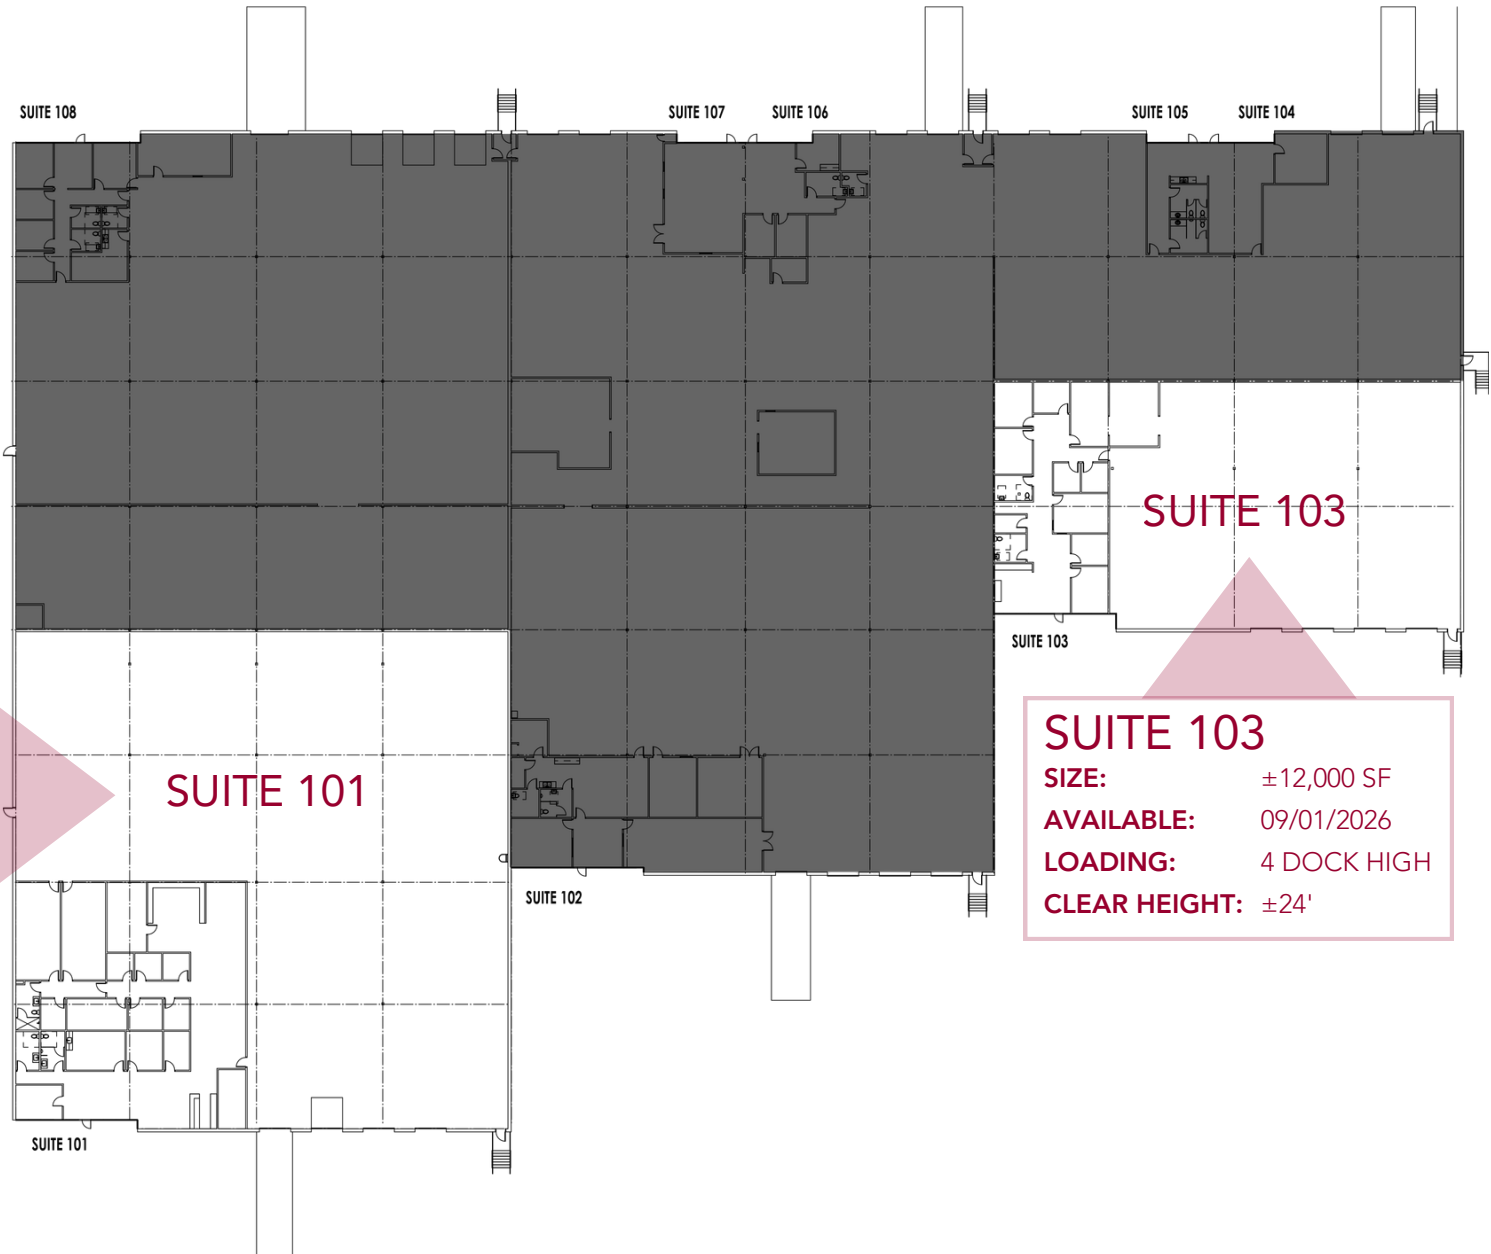 SUITE 108
SUITE 107
SUITE 106
SUITE 105
SUITE 104
SUITE 103
SUITE 103
SUITE 103
SIZE: ±12,000 SF
AVAILABLE: 09/01/2026
LOADING: 4 DOCK HIGH
CLEAR HEIGHT: ±24'
SUITE 101
SUITE 102
SUITE 101